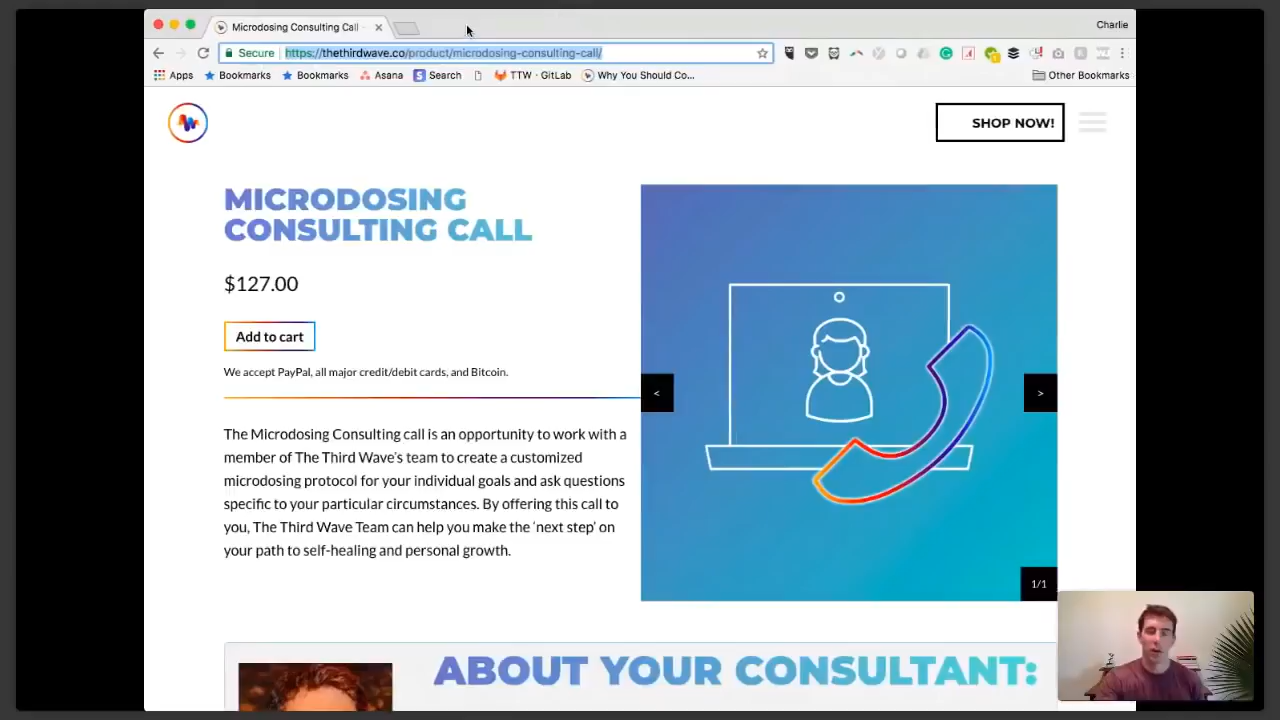 Microdosing Consulting Call
Charlie
Secure
https://thethirdwave.co/product/microdosing-consulting-call/
Apps
Bookmarks
Bookmarks
Asana
Search
TTW · GitLab
Why You Should Co...
Other Bookmarks
SHOP NOW!
MICRODOSING
CONSULTING CALL
$127.00
Add to cart
We accept PayPal, all major credit/debit cards, and Bitcoin.
<
>
The Microdosing Consulting call is an opportunity to work with a
member of The Third Wave's team to create a customized
microdosing protocol for your individual goals and ask questions
specific to your particular circumstances. By offering this call to
you, The Third Wave Team can help you make the ‘next step’ on
your path to self-healing and personal growth.
1/1
ABOUT YOUR CONSULTANT: